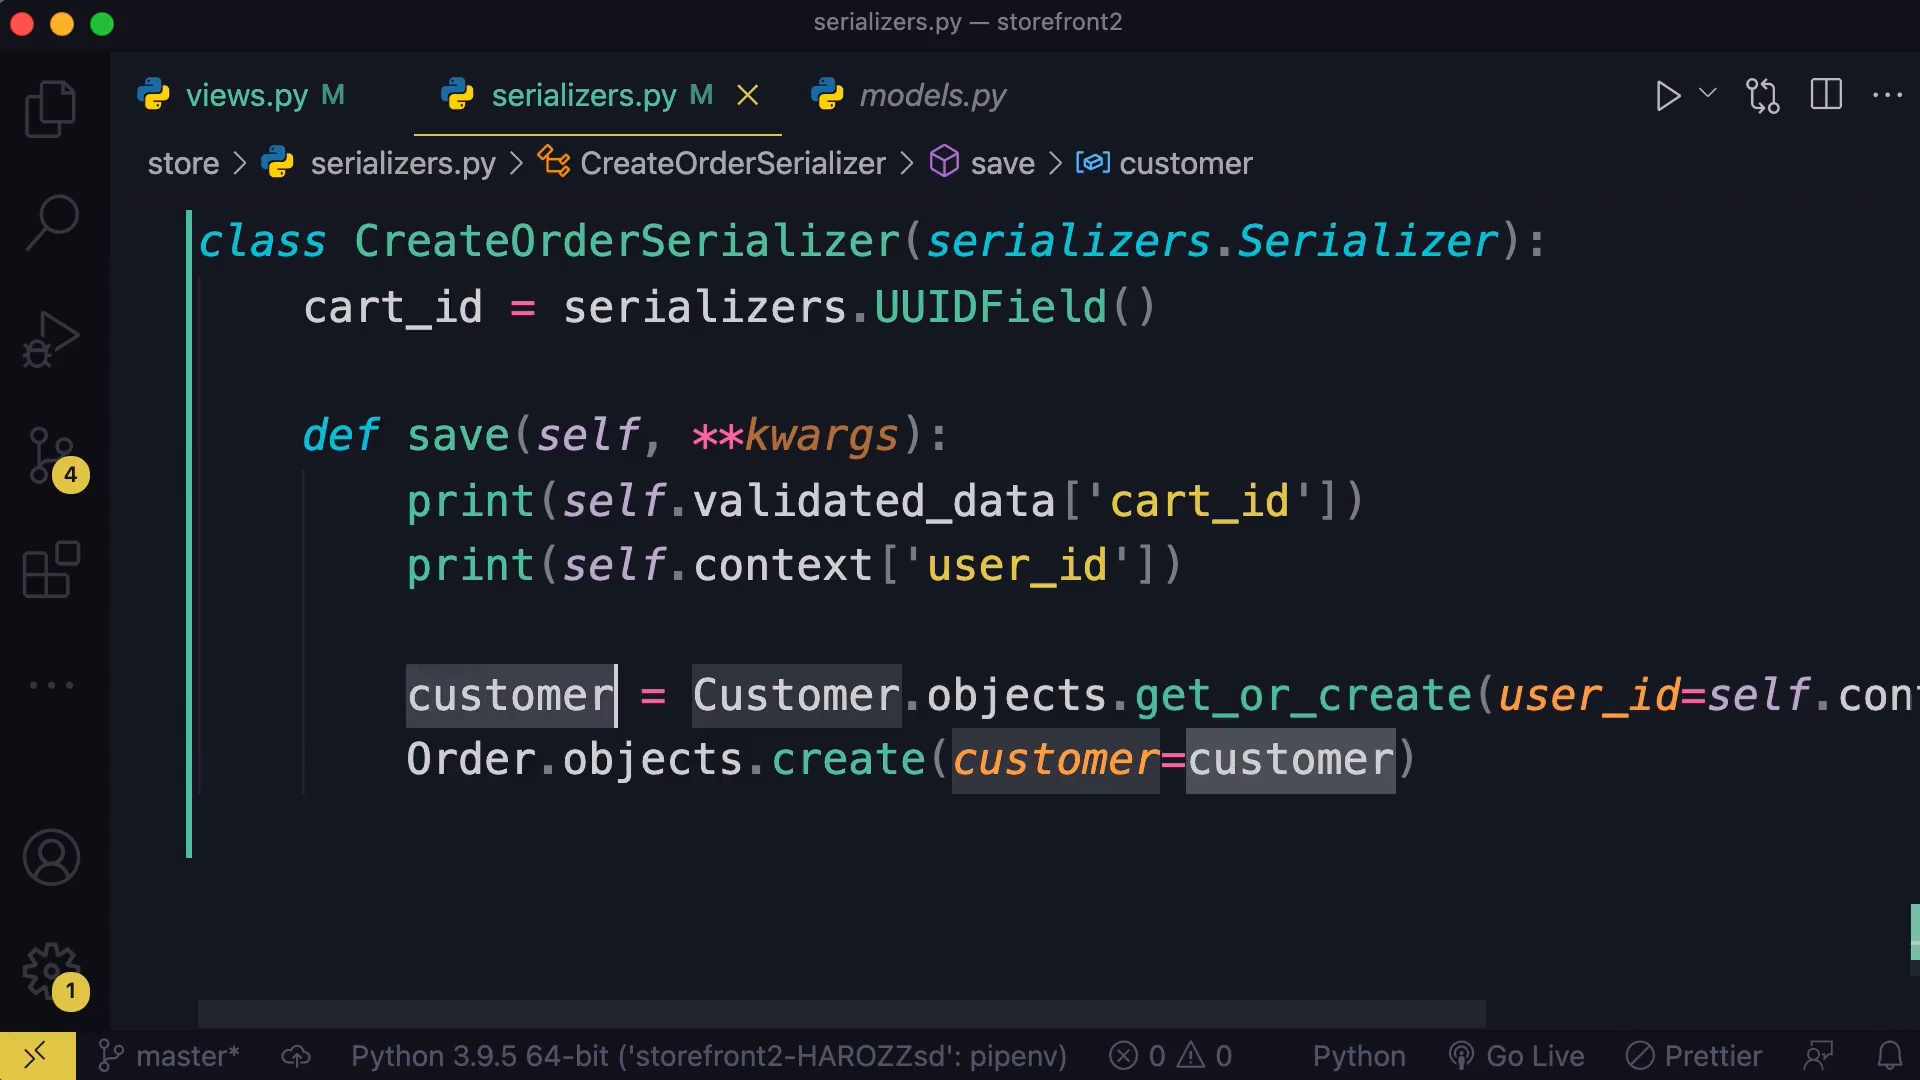 serializers.py — storefront2
views.py M serializers.py M models.py
store > serializers.py > CreateOrderSerializer > save > customer
class CreateOrderSerializer(serializers.Serializer):
cart_id = serializers.UUIDField()
def save(self, **kwargs):
print(self.validated_data['cart_id'])
print(self.context['user_id'])
customer = Customer.objects.get_or_create(user_id=self.con
Order.objects.create(customer=customer)
4
1
master* Python 3.9.5 64-bit ('storefront2-HAROZZsd': pipenv) 0 0 Python Go Live Prettier